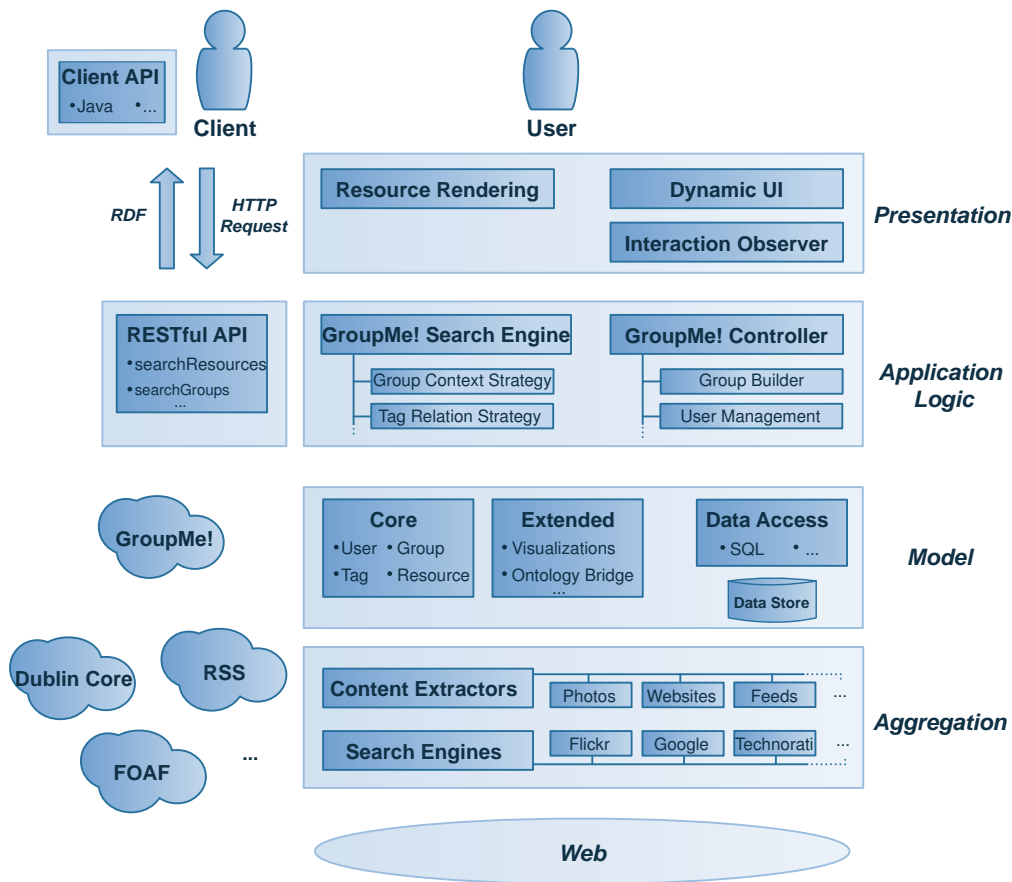 Client API
•Java •...
Client
User
RDF
HTTP
Request
Resource Rendering
Dynamic UI
Interaction Observer
Presentation
RESTful API
•searchResources
•searchGroups
...
GroupMe! Search Engine
Group Context Strategy
Tag Relation Strategy
GroupMe! Controller
Group Builder
User Management
Application
Logic
GroupMe!
Core
•User •Group
•Tag •Resource
Extended
•Visualizations
•Ontology Bridge
...
Data Access
•SQL •...
Data Store
Model
Dublin Core
RSS
FOAF
...
Content Extractors
Photos Websites Feeds ...
Search Engines
Flickr Google Technorati ...
Aggregation
Web